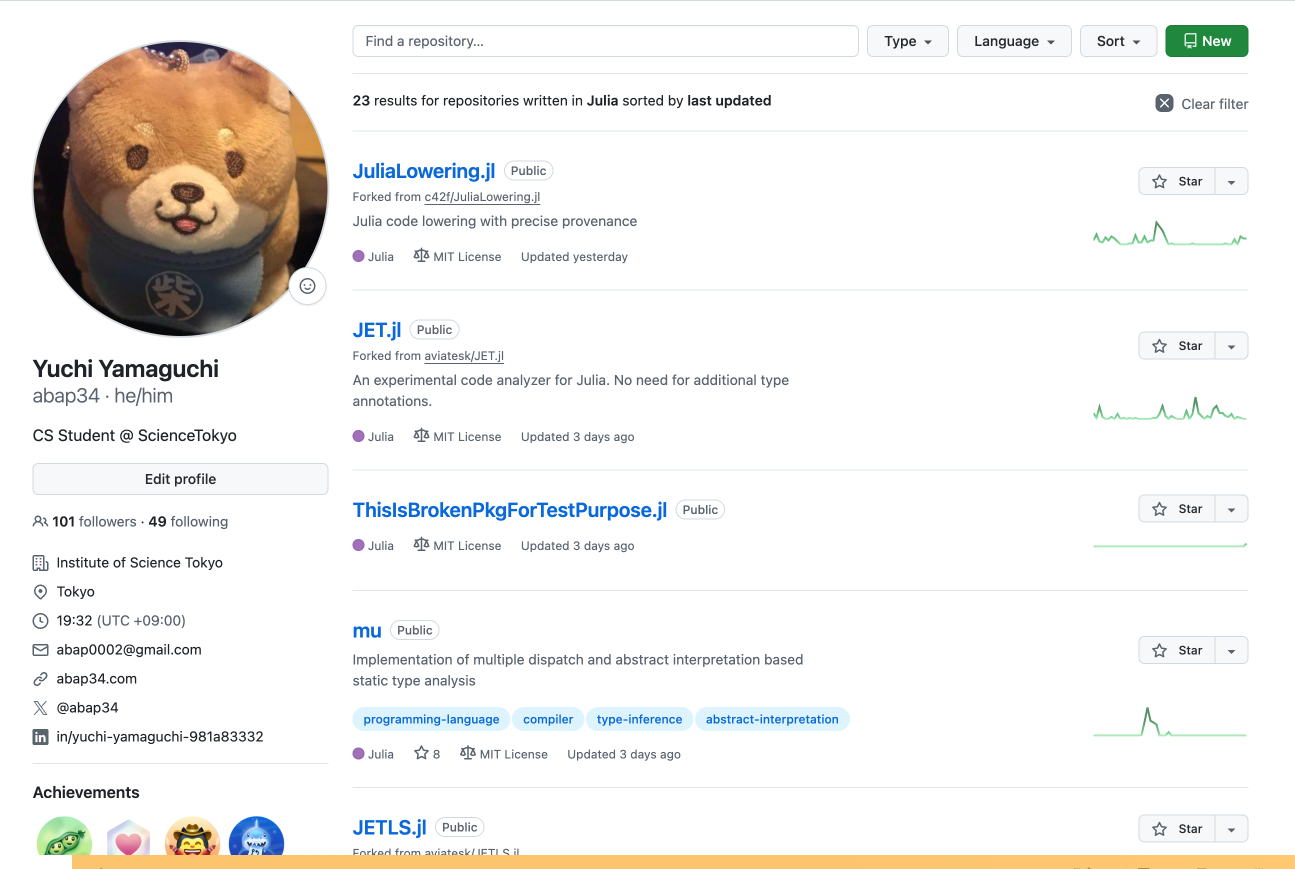 Find a repository...
Type
Language
Sort
New
23 results for repositories written in Julia sorted by last updated
Clear filter
柴
Yuchi Yamaguchi
abap34 · he/him
CS Student @ ScienceTokyo
Edit profile
101 followers · 49 following
Institute of Science Tokyo
Tokyo
19:32 (UTC +09:00)
abap0002@gmail.com
abap34.com
@abap34
in/yuchi-yamaguchi-981a83332
Achievements
JuliaLowering.jl Public
Star
Forked from c42f/JuliaLowering.jl
Julia code lowering with precise provenance
Julia MIT License Updated yesterday
JET.jl Public
Star
Forked from aviatesk/JET.jl
An experimental code analyzer for Julia. No need for additional type
annotations.
Julia MIT License Updated 3 days ago
ThisIsBrokenPkgForTestPurpose.jl Public
Star
Julia MIT License Updated 3 days ago
mu Public
Star
Implementation of multiple dispatch and abstract interpretation based
static type analysis
programming-language compiler type-inference abstract-interpretation
Julia 8 MIT License Updated 3 days ago
JETLS.jl Public
Star
Forked from aviatesk/JETLS.jl